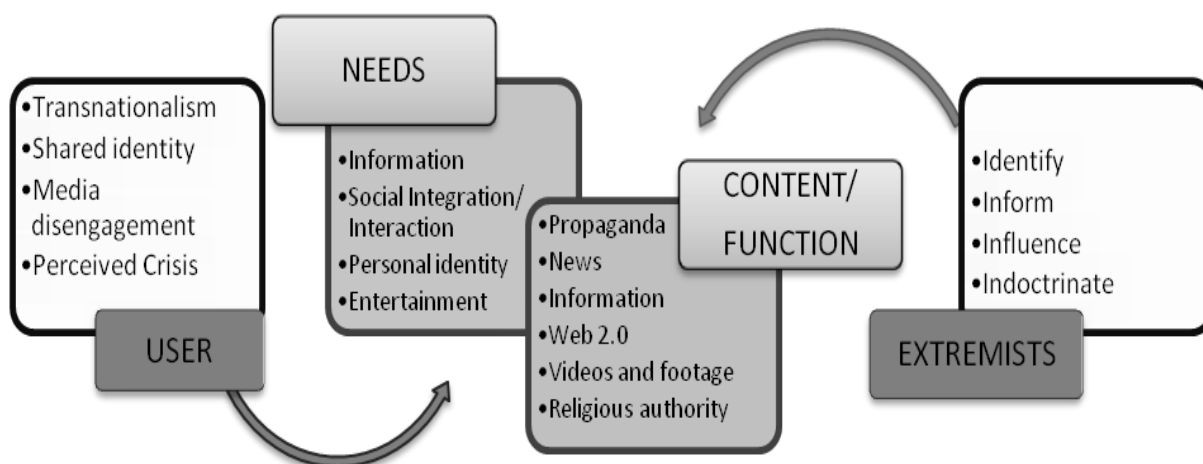 •Transnationalism
•Shared identity
•Media
disengagement
•Perceived Crisis
USER
NEEDS
•Information
•Social Integration/
Interaction
•Personal identity
•Entertainment
CONTENT/
FUNCTION
•Propaganda
•News
•Information
•Web 2.0
•Videos and footage
•Religious authority
•Identify
•Inform
•Influence
•Indoctrinate
EXTREMISTS